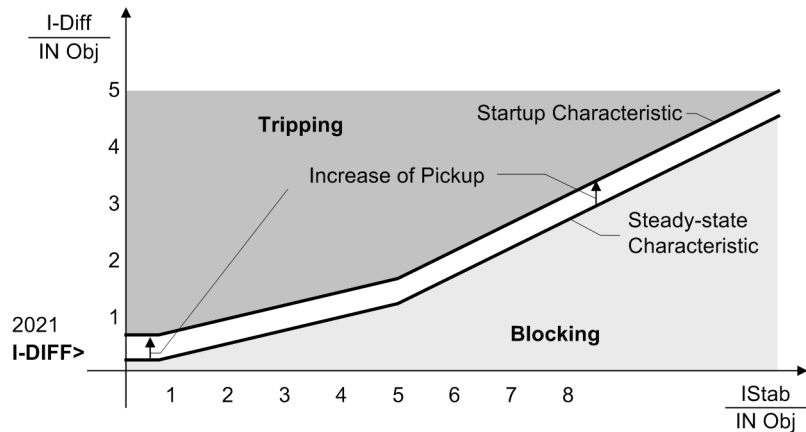 I-Diff
IN Obj
5
Tripping
Startup Characteristic
4
Increase of Pickup
3
Steady-state
Characteristic
2
1
2021
I-DIFF>
Blocking
1 2 3 4 5 6 7 8
IStab
IN Obj